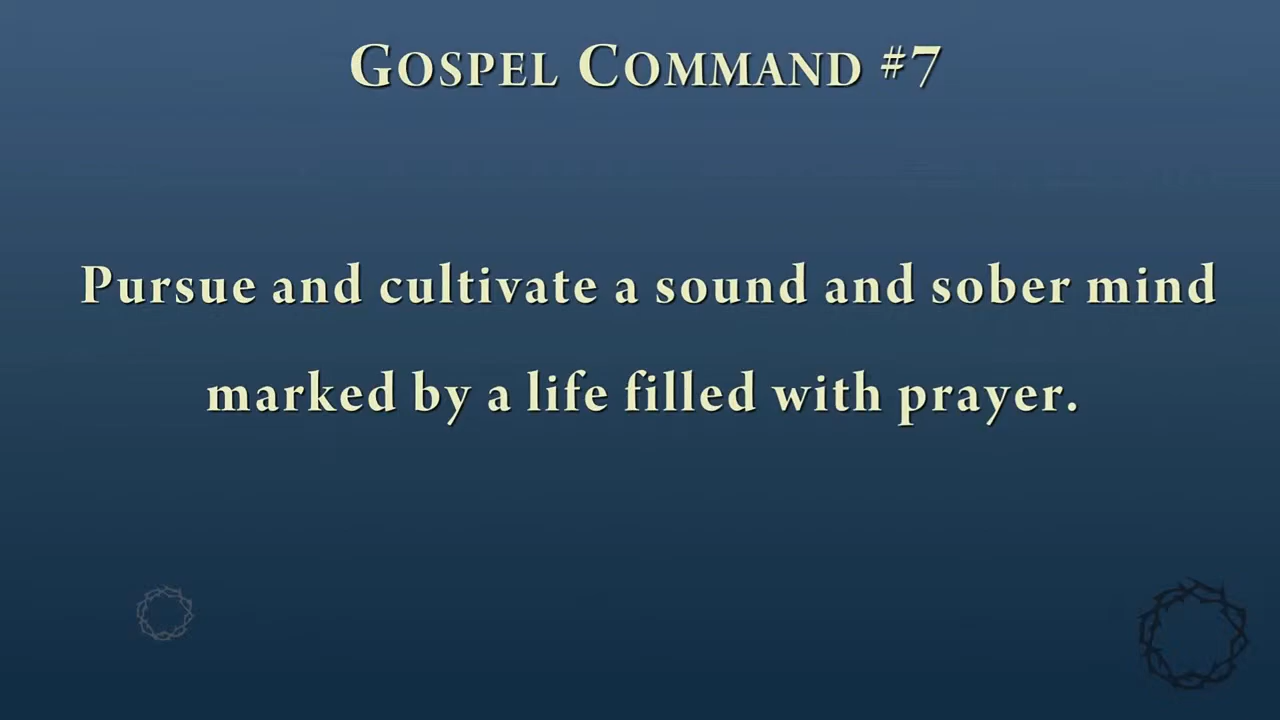 Gospel Command #7
Pursue and cultivate a sound and sober mind
marked by a life filled with prayer.